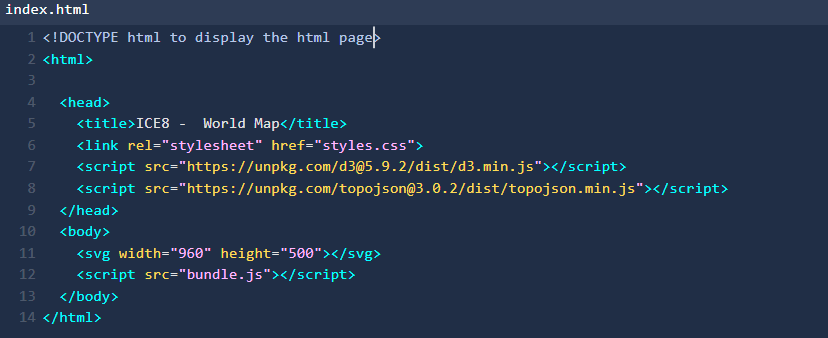 index.html
1 <!DOCTYPE html to display the html page>
2 <html>
3
4   <head>
5     <title>ICE8 -  World Map</title>
6     <link rel="stylesheet" href="styles.css">
7     <script src="https://unpkg.com/d3@5.9.2/dist/d3.min.js"></script>
8     <script src="https://unpkg.com/topojson@3.0.2/dist/topojson.min.js"></script>
9   </head>
10   <body>
11     <svg width="960" height="500"></svg>
12     <script src="bundle.js"></script>
13   </body>
14 </html>